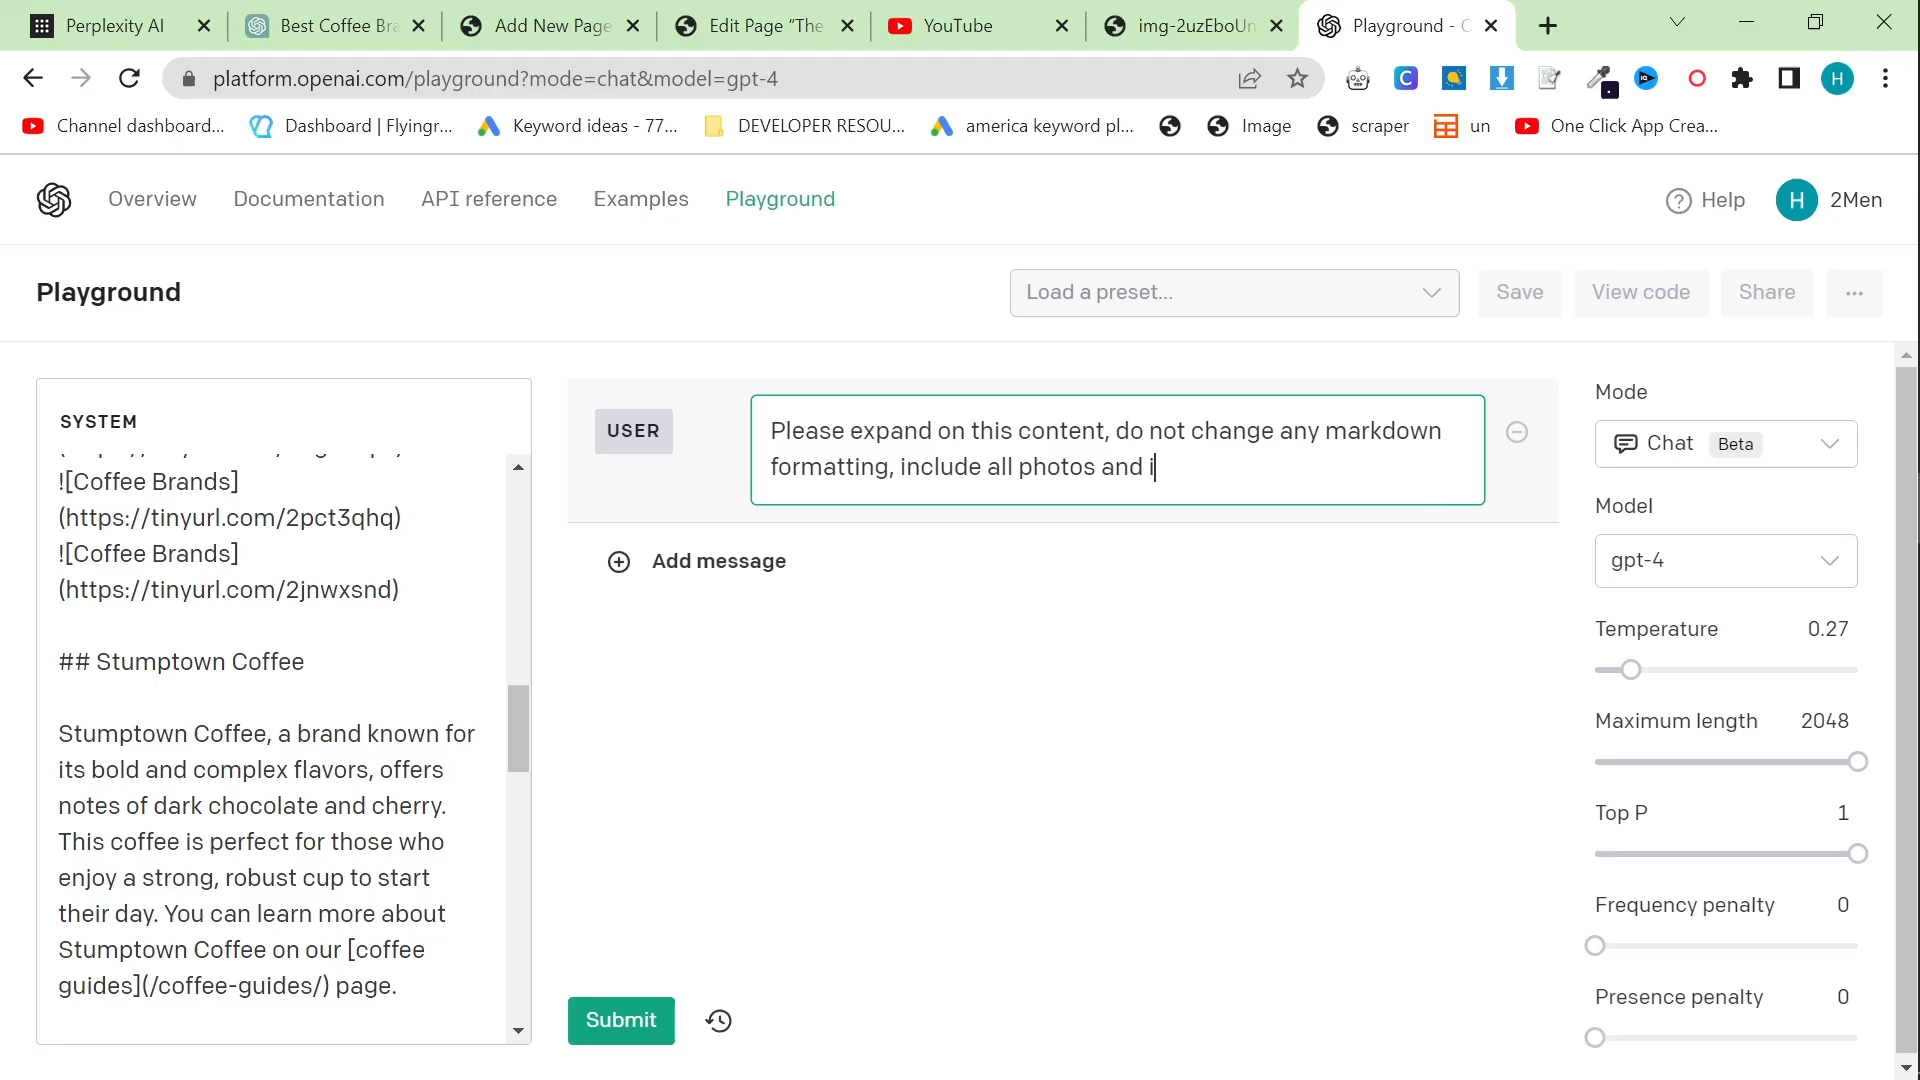 Perplexity AI
Best Coffee Bra
Add New Page
Edit Page “The
YouTube
img-2uzEboUn
Playground - C
platform.openai.com/playground?mode=chat&model=gpt-4
H
Channel dashboard...
Dashboard | Flyingr...
Keyword ideas - 77...
DEVELOPER RESOU...
america keyword pl...
Image
scraper
un
One Click App Crea...
Overview
Documentation
API reference
Examples
Playground
Help
H
2Men
Playground
Load a preset...
Save
View code
Share
...
SYSTEM
![Coffee Brands]
(https://tinyurl.com/2pct3qhq)
![Coffee Brands]
(https://tinyurl.com/2jnwxsnd)
## Stumptown Coffee
Stumptown Coffee, a brand known for
its bold and complex flavors, offers
notes of dark chocolate and cherry.
This coffee is perfect for those who
enjoy a strong, robust cup to start
their day. You can learn more about
Stumptown Coffee on our [coffee
guides](/coffee-guides/) page.
USER
Please expand on this content, do not change any markdown
formatting, include all photos and i
Add message
Submit
Mode
Chat Beta
Model
gpt-4
Temperature 0.27
Maximum length 2048
Top P 1
Frequency penalty 0
Presence penalty 0